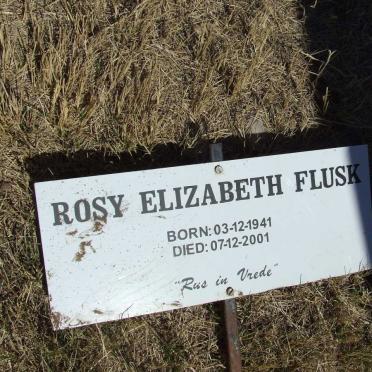 ROSY ELIZABETH FLUSK
BORN: 03-12-1941
DIED: 07-12-2001
"Rus in Vrede"